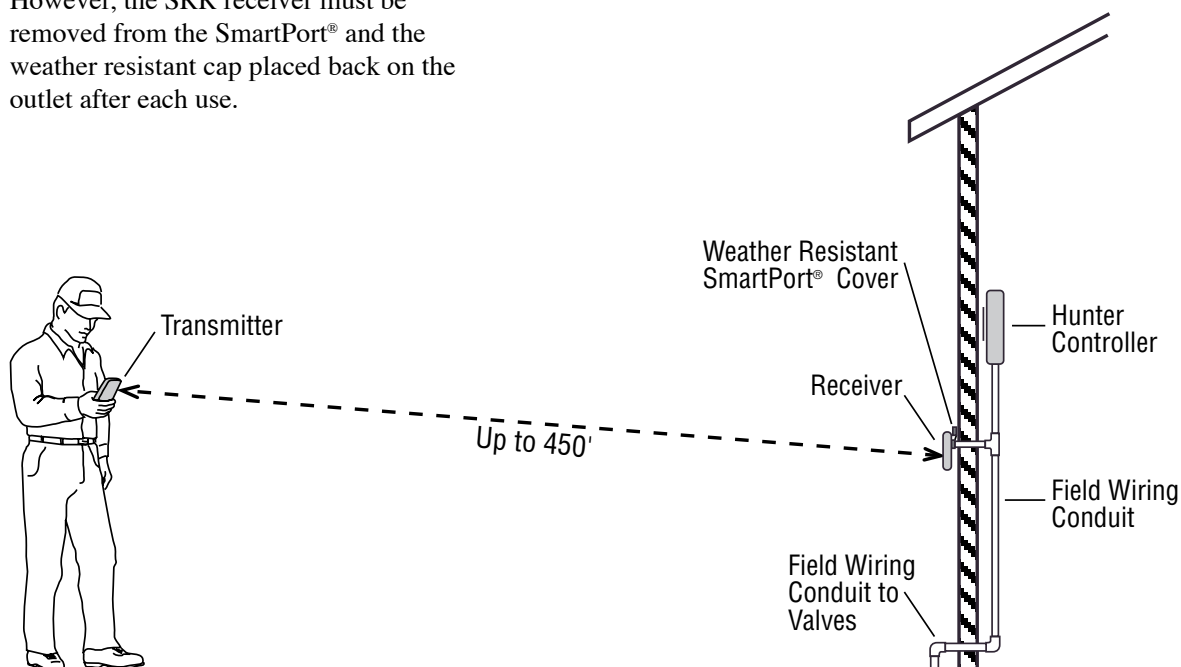 However, the SRR receiver must be
removed from the SmartPort® and the
weather resistant cap placed back on the
outlet after each use.
Weather Resistant
SmartPort® Cover
Transmitter
Hunter
Controller
Receiver
Up to 450'
Field Wiring
Conduit
Field Wiring
Conduit to
Valves